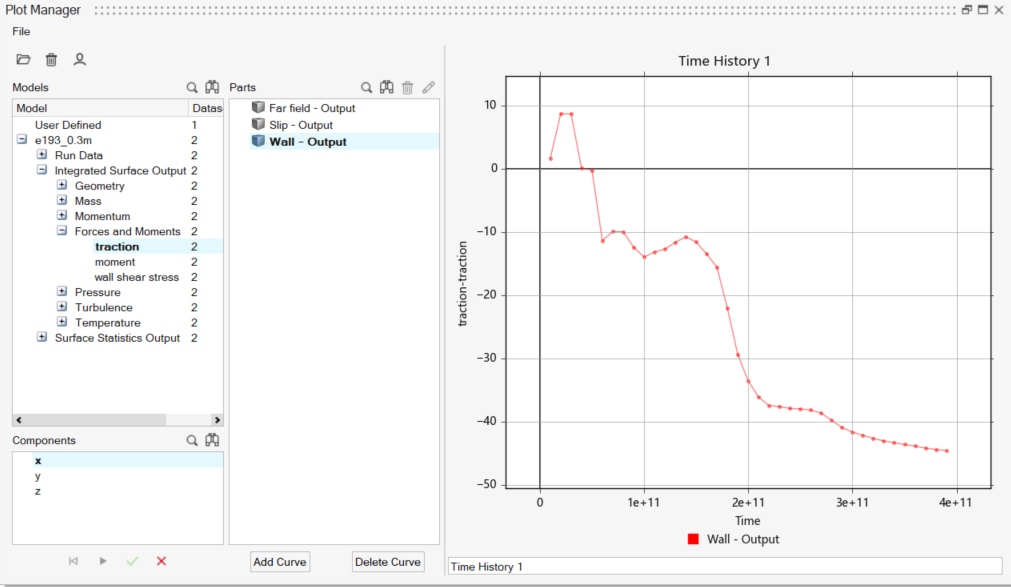 Plot Manager
File
Models
Parts
Model Datas
User Defined 1
e193_0.3m 2
Run Data 2
Integrated Surface Output 2
Geometry 2
Mass 2
Momentum 2
Forces and Moments 2
traction 2
moment 2
wall shear stress 2
Pressure 2
Turbulence 2
Temperature 2
Surface Statistics Output 2
Far field - Output
Slip - Output
Wall - Output
Components
x
y
z
Add Curve
Delete Curve
Time History 1
traction-traction
10
0
−10
−20
−30
−40
−50
0 1e+11 2e+11 3e+11 4e+11
Time
Wall - Output
Time History 1